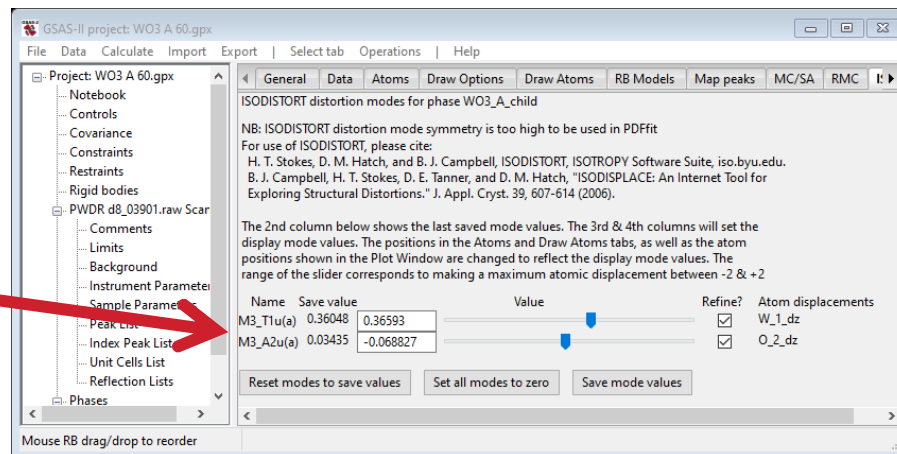 GSAS-II project: WO3 A 60.gpx
File Data Calculate Import Export | Select tab Operations | Help
Project: WO3 A 60.gpx
Notebook
Controls
Covariance
Constraints
Restraints
Rigid bodies
PWDR d8_03901.raw Scan
Comments
Limits
Background
Instrument Parameter
Sample Parameters
Peak List
Index Peak List
Unit Cells List
Reflection Lists
Phases
General Data Atoms Draw Options Draw Atoms RB Models Map peaks MC/SA RMC
ISODISTORT distortion modes for phase WO3_A_child
NB: ISODISTORT distortion mode symmetry is too high to be used in PDFfit
For use of ISODISTORT, please cite:
H. T. Stokes, D. M. Hatch, and B. J. Campbell, ISODISTORT, ISOTROPY Software Suite, iso.byu.edu.
B. J. Campbell, H. T. Stokes, D. E. Tanner, and D. M. Hatch, "ISODISPLACE: An Internet Tool for
Exploring Structural Distortions." J. Appl. Cryst. 39, 607-614 (2006).
The 2nd column below shows the last saved mode values. The 3rd & 4th columns will set the
display mode values. The positions in the Atoms and Draw Atoms tabs, as well as the atom
positions shown in the Plot Window are changed to reflect the display mode values. The
range of the slider corresponds to making a maximum atomic displacement between -2 & +2
Name Save value Value Refine? Atom displacements
M3_T1u(a) 0.36048 0.36593 W_1_dz
M3_A2u(a) 0.03435 -0.068827 O_2_dz
Reset modes to save values Set all modes to zero Save mode values
Mouse RB drag/drop to reorder